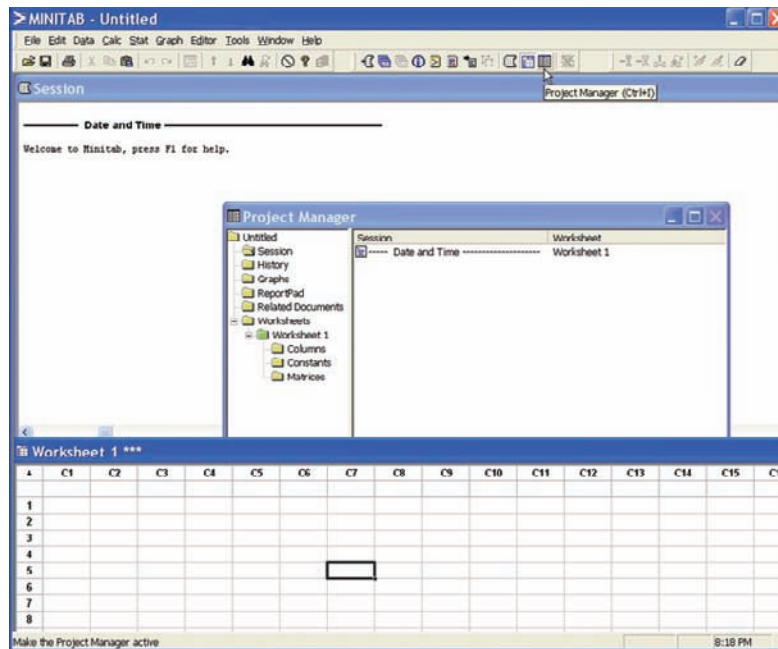 MINITAB - Untitled
File Edit Data Calc Stat Graph Editor Tools Window Help
Project Manager (Ctrl+I)
Session
Date and Time
Welcome to Minitab, press F1 for help.
Project Manager
Untitled
Session
History
Graphs
ReportPad
Related Documents
Worksheets
Worksheet 1
Columns
Constants
Matrices
Session Worksheet
----- Date and Time -------------------- Worksheet 1
Worksheet 1 ***
C1 C2 C3 C4 C5 C6 C7 C8 C9 C10 C11 C12 C13 C14 C15
1
2
3
4
5
6
7
8
Make the Project Manager active 8:18 PM